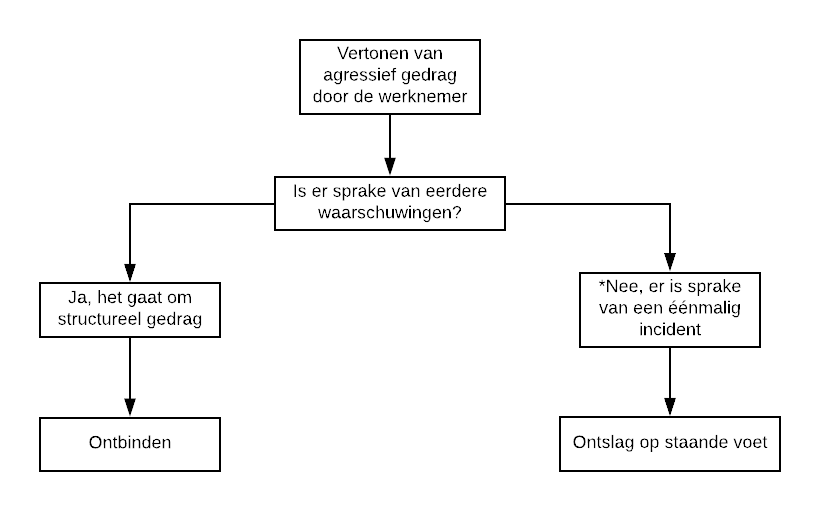 Vertonen van
agressief gedrag
door de werknemer
Is er sprake van eerdere
waarschuwingen?
Ja, het gaat om
structureel gedrag
*Nee, er is sprake
van een éénmalig
incident
Ontbinden
Ontslag op staande voet